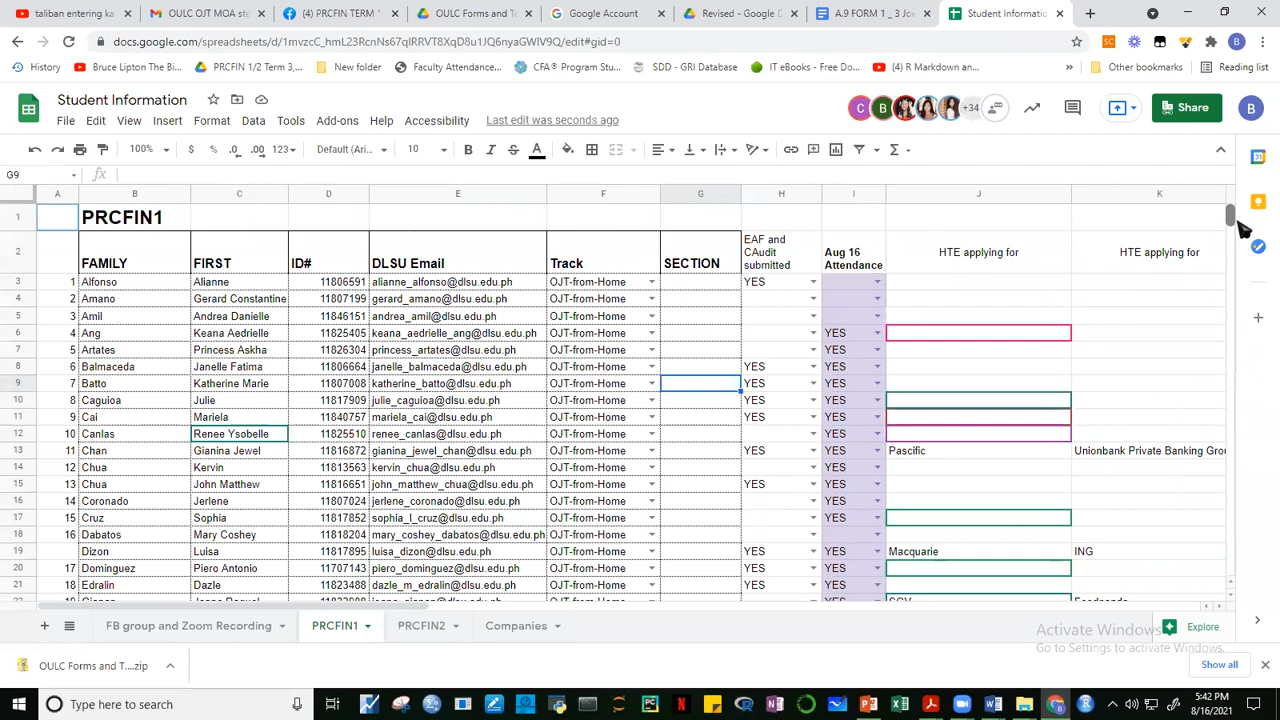 taliban entering ka
OULC OJT MOA ste
(4) PRCFIN TERM
OULC Forms and Te
Google Account
Revised - Google D
A.9 FORM 1 _ 3 Joi
Student Informatio
docs.google.com/spreadsheets/d/
/edit#gid=0
B
History
Bruce Lipton The Bi
PRCFIN 1/2 Term 3,
New folder
Faculty Attendance...
CFA® Program Stu...
SDD - GRI Database
IT eBooks - Free Do...
(4) R Markdown an
»
Other bookmarks
Reading list
Student Information
C B +34
Share
B
File Edit View Insert Format Data Tools Add-ons Help Accessibility Last edit was seconds ago
100% $ % .0 .00 123 Default (Ari... 10 B I S A
G9 fx
A B C D E F G H I J K
1 PRCFIN1
2 FAMILY FIRST ID# DLSU Email Track SECTION EAF and CAudit submitted Aug 16 Attendance HTE applying for HTE applying for
3 1 Alfonso Alianne 11806591 alianne_alfonso@dlsu.edu.ph OJT-from-Home YES
4 2 Amano Gerard Constantine 11807199 gerard_amano@dlsu.edu.ph OJT-from-Home
5 3 Amil Andrea Danielle 11846151 andrea_amil@dlsu.edu.ph OJT-from-Home
6 4 Ang Keana Aedrielle 11825405 keana_aedrielle_ang@dlsu.edu.ph OJT-from-Home YES
7 5 Artates Princess Askha 11826304 princess_artates@dlsu.edu.ph OJT-from-Home YES
8 6 Balmaceda Janelle Fatima 11806664 janelle_balmaceda@dlsu.edu.ph OJT-from-Home YES YES
9 7 Batto Katherine Marie 11807008 katherine_batto@dlsu.edu.ph OJT-from-Home YES YES
10 8 Caguioa Julie 11817909 julie_caguioa@dlsu.edu.ph OJT-from-Home YES YES
11 9 Cai Mariela 11840757 mariela_cai@dlsu.edu.ph OJT-from-Home YES YES
12 10 Canlas Renee Ysobelle 11825510 renee_canlas@dlsu.edu.ph OJT-from-Home YES
13 11 Chan Gianina Jewel 11816872 gianina_jewel_chan@dlsu.edu.ph OJT-from-Home YES YES Pascific Unionbank Private Banking Grou
14 12 Chua Kervin 11813563 kervin_chua@dlsu.edu.ph OJT-from-Home YES
15 13 Chua John Matthew 11816651 john_matthew_chua@dlsu.edu.ph OJT-from-Home YES YES
16 14 Coronado Jerlene 11807024 jerlene_coronado@dlsu.edu.ph OJT-from-Home YES
17 15 Cruz Sophia 11817852 sophia_l_cruz@dlsu.edu.ph OJT-from-Home YES
18 16 Dabatos Mary Coshey 11818204 mary_coshey_dabatos@dlsu.edu.ph OJT-from-Home YES
19 Dizon Luisa 11817895 luisa_dizon@dlsu.edu.ph OJT-from-Home YES YES Macquarie ING
20 17 Dominguez Piero Antonio 11707143 piero_dominguez@dlsu.edu.ph OJT-from-Home YES YES
21 18 Edralin Dazle 11823488 dazle_m_edralin@dlsu.edu.ph OJT-from-Home YES YES
FB group and Zoom Recording PRCFIN1 PRCFIN2 Companies
Explore
Activate Windows
Go to Settings to activate Windows.
OULC Forms and T....zip
Show all
Type here to search
5:42 PM
8/16/2021